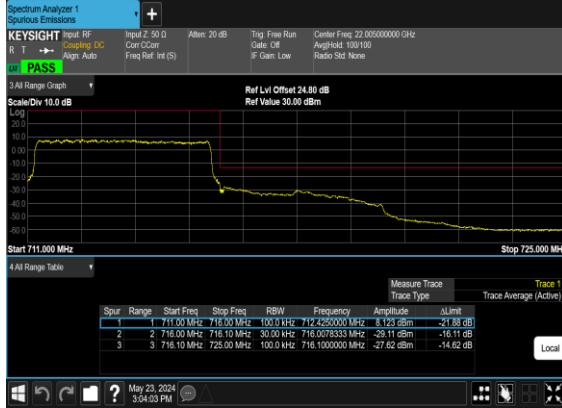 Spectrum Analyzer 1
Spurious Emissions
+
KEYSIGHT Input: RF Input Z: 50 Ω Atten: 20 dB Trig: Free Run Center Freq: 22.005000000 GHz
R T Coupling: DC Corr CCorr Gate: Off Avg|Hold: 100/100
Align: Auto Freq Ref: Int (S) IF Gain: Low Radio Std: None
PASS
3 All Range Graph
Ref Lvl Offset 24.80 dB
Scale/Div 10.0 dB Ref Value 30.00 dBm
Log
20.0
10.0
0.00
-10.0
-20.0
-30.0
-40.0
-50.0
-60.0
Start 711.000 MHz Stop 725.000 MH
4 All Range Table
Measure Trace Trace 1
Trace Type Trace Average (Active)
Spur Range Start Freq Stop Freq RBW Frequency Amplitude ΔLimit
1 1 711.00 MHz 716.00 MHz 100.0 kHz 712.4250000 MHz 8.123 dBm -21.88 dB
2 2 716.00 MHz 716.10 MHz 30.00 kHz 716.0078333 MHz -29.11 dBm -16.11 dB
3 3 716.10 MHz 725.00 MHz 100.0 kHz 716.1000000 MHz -27.62 dBm -14.62 dB
Local
? May 23, 2024
3:04:03 PM